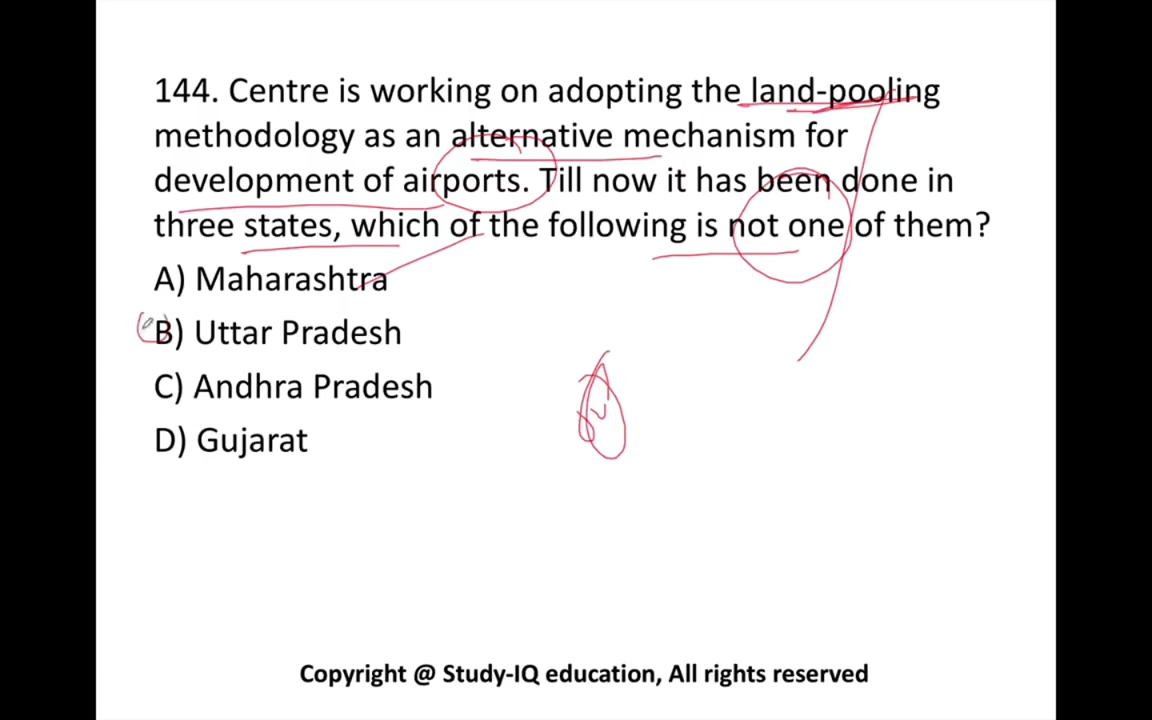 144. Centre is working on adopting the land-pooling
methodology as an alternative mechanism for
development of airports. Till now it has been done in
three states, which of the following is not one of them?
A) Maharashtra
B) Uttar Pradesh
C) Andhra Pradesh
D) Gujarat
Copyright @ Study-IQ education, All rights reserved